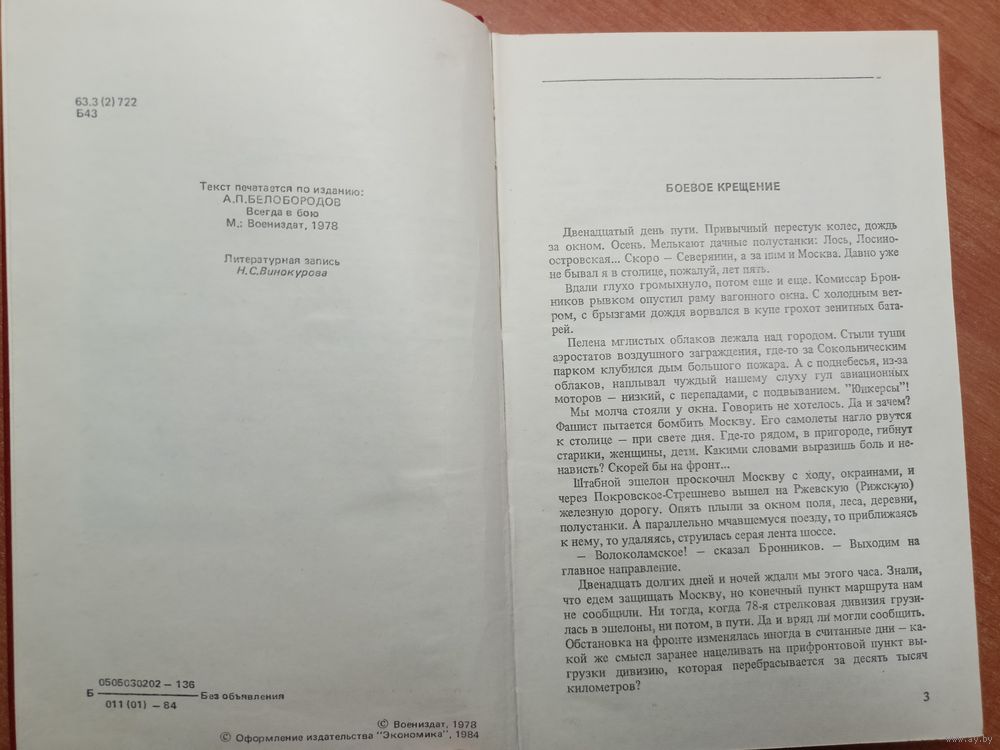 63.3 (2) 722
Б43
Текст печатается по изданию:
А.П.БЕЛОБОРОДОВ
Всегда в бою
М.: Воениздат, 1978
Литературная запись
Н.С.Винокурова
0505030202 – 136
Б
Без объявления
011 (01) – 84
© Воениздат, 1978
© Оформление издательства "Экономика", 1984
БОЕВОЕ КРЕЩЕНИЕ
Двенадцатый день пути. Привычный перестук колес, дождь
за окном. Осень. Мелькают дачные полустанки: Лось, Лосино-
островская... Скоро – Северянин, а за ним и Москва. Давно уже
не бывал я в столице, пожалуй, лет пять.
Вдали глухо громыхнуло, потом еще и еще. Комиссар Брон-
ников рывком опустил раму вагонного окна. С холодным вет-
ром, с брызгами дождя ворвался в купе грохот зенитных бата-
рей.
Пелена мглистых облаков лежала над городом. Стыли туши
аэростатов воздушного заграждения, где-то за Сокольническим
парком клубился дым большого пожара. А с поднебесья, из-за
облаков, наплывал чуждый нашему слуху гул авиационных
моторов – низкий, с перепадами, с подвыванием. "Юнкерсы"!
Мы молча стояли у окна. Говорить не хотелось. Да и зачем?
Фашист пытается бомбить Москву. Его самолеты нагло рвутся
к столице – при свете дня. Где-то рядом, в пригороде, гибнут
старики, женщины, дети. Какими словами выразишь боль и не-
нависть? Скорей бы на фронт...
Штабной эшелон проскочил Москву с ходу, окраинами, и
через Покровское-Стрешнево вышел на Ржевскую (Рижскую)
железную дорогу. Опять плыли за окном поля, леса, деревни,
полустанки. А параллельно мчавшемуся поезду, то приближаясь
к нему, то удаляясь, струилась серая лента шоссе.
– Волоколамское! – сказал Бронников. – Выходим на
главное направление.
Двенадцать долгих дней и ночей ждали мы этого часа. Знали,
что едем защищать Москву, но конечный пункт маршрута нам
не сообщили. Ни тогда, когда 78-я стрелковая дивизия грузи-
лась в эшелоны, ни потом, в пути. Да и вряд ли могли сообщить.
Обстановка на фронте изменялась иногда в считанные дни – ка-
кой же смысл заранее нацеливать на прифронтовой пункт вы-
грузки дивизию, которая перебрасывается за десять тысяч
километров?
3
www.ay.by